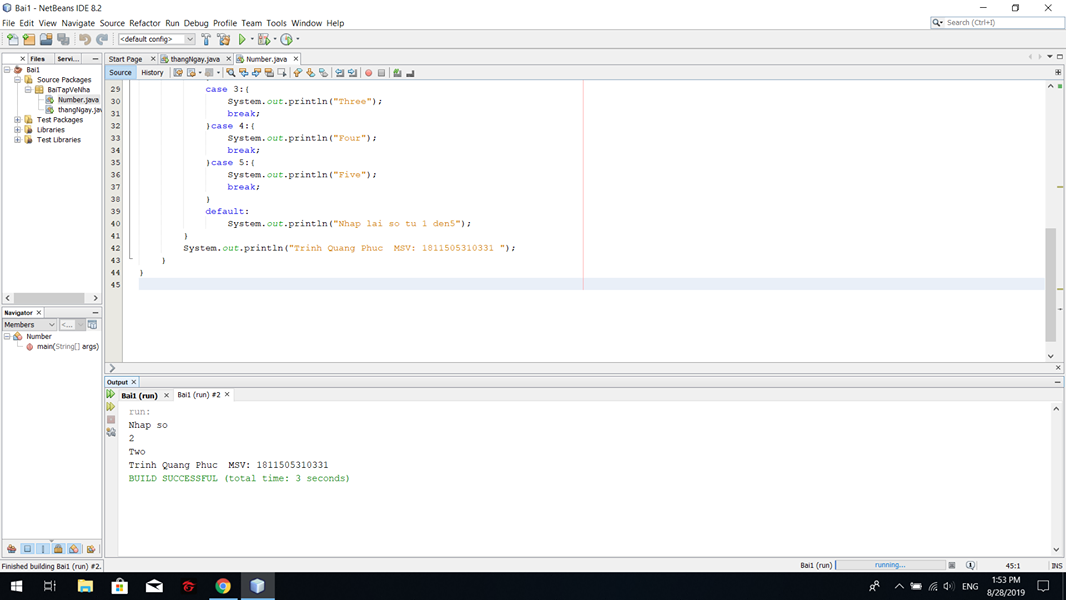 Bai1 - NetBeans IDE 8.2
File Edit View Navigate Source Refactor Run Debug Profile Team Tools Window Help
Search (Ctrl+I)
<default config>
Files Servi...
Start Page thangNgay.java Number.java
Source History
Bai1
Source Packages
BaiTapVeNha
Number.java
thangNgay.jav
Test Packages
Libraries
Test Libraries
29 case 3:{
30 System.out.println("Three");
31 break;
32 }case 4:{
33 System.out.println("Four");
34 break;
35 }case 5:{
36 System.out.println("Five");
37 break;
38 }
39 default:
40 System.out.println("Nhap lai so tu 1 den5");
41 }
42 System.out.println("Trinh Quang Phuc  MSV: 1811505310331 ");
43 }
44 }
45
Navigator
Members <...
Number
main(String[] args)
Output
Bai1 (run) Bai1 (run) #2
run:
Nhap so
2
Two
Trinh Quang Phuc  MSV: 1811505310331
BUILD SUCCESSFUL (total time: 3 seconds)
Finished building Bai1 (run) #2. Bai1 (run) running... 45:1 INS
ENG 1:53 PM
8/28/2019